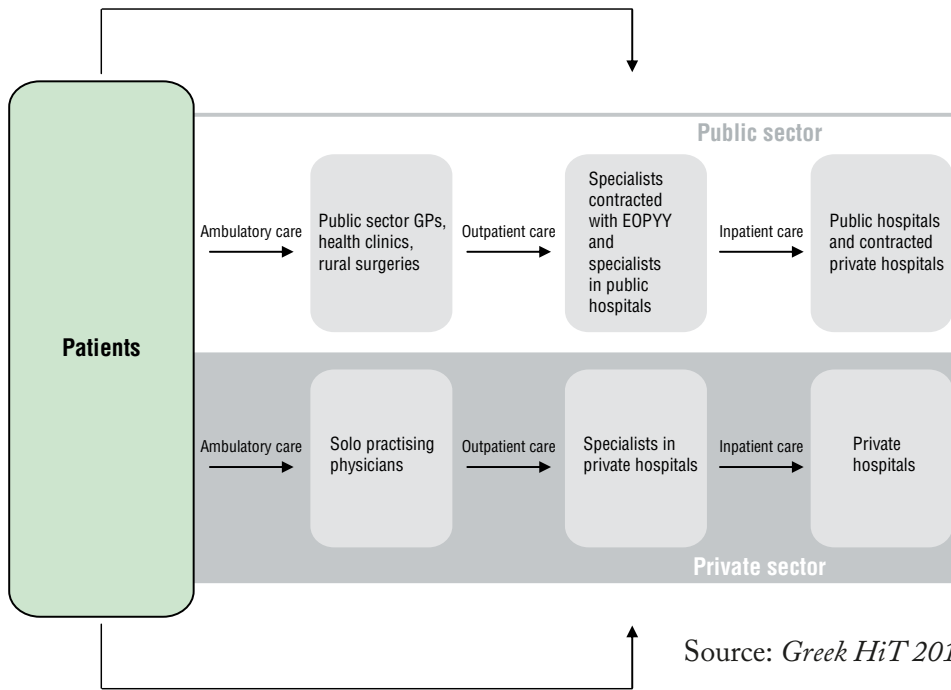 Public sector
Patients
Ambulatory care
Public sector GPs,
health clinics,
rural surgeries
Outpatient care
Specialists
contracted
with EOPYY
and
specialists
in public
hospitals
Inpatient care
Public hospitals
and contracted
private hospitals
Ambulatory care
Solo practising
physicians
Outpatient care
Specialists in
private hospitals
Inpatient care
Private
hospitals
Private sector
Source: Greek HiT